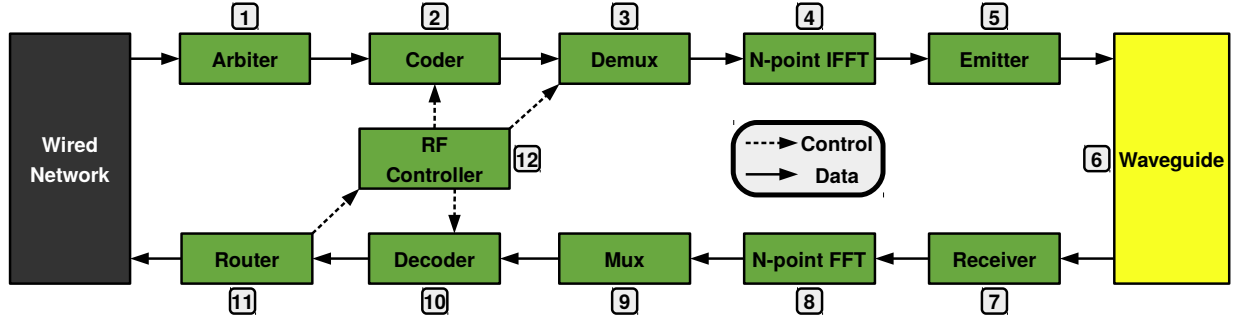 1
2
3
4
5
Arbiter
Coder
Demux
N-point IFFT
Emitter
Wired
Network
RF
Controller
12
Control
Data
6
Waveguide
Router
Decoder
Mux
N-point FFT
Receiver
11
10
9
8
7